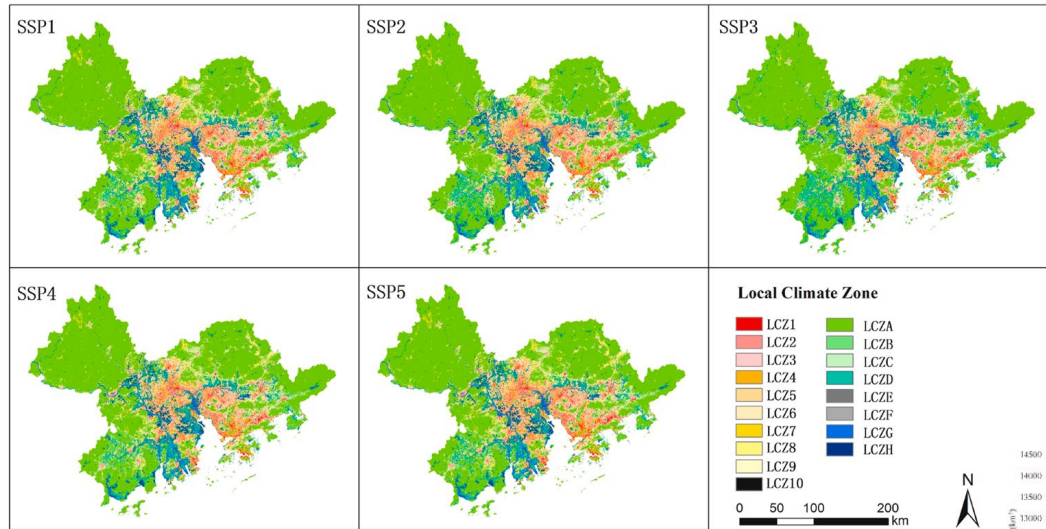 SSP1
SSP2
SSP3
SSP4
SSP5
Local Climate Zone
LCZ1
LCZ2
LCZ3
LCZ4
LCZ5
LCZ6
LCZ7
LCZ8
LCZ9
LCZ10
LCZA
LCZB
LCZC
LCZD
LCZE
LCZF
LCZG
LCZH
0 50 100 200
km
N
14500
14000
13500
13000
(km²)